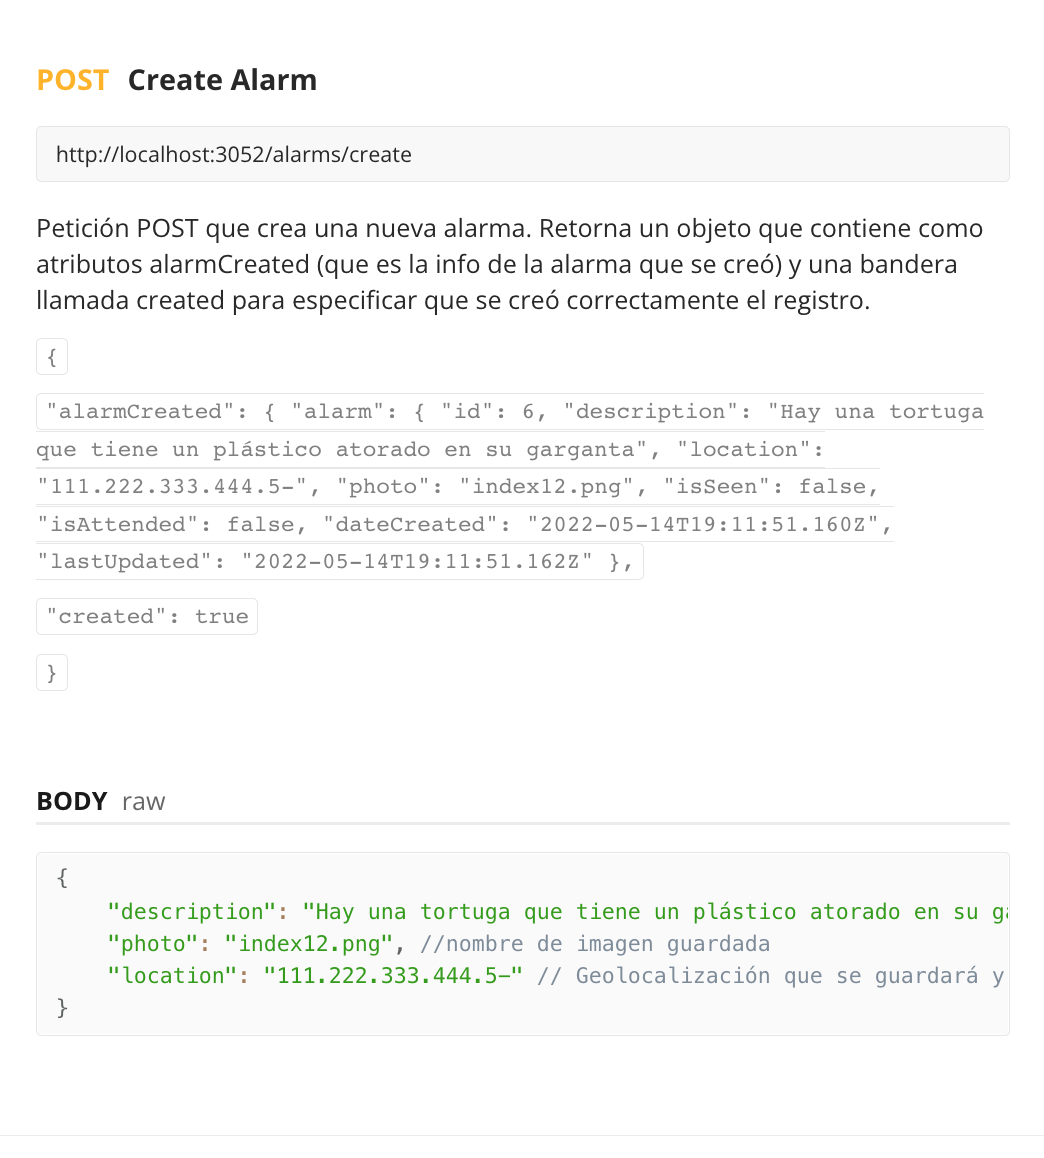 POST Create Alarm
http://localhost:3052/alarms/create
Petición POST que crea una nueva alarma. Retorna un objeto que contiene como
atributos alarmCreated (que es la info de la alarma que se creó) y una bandera
llamada created para especificar que se creó correctamente el registro.
{
"alarmCreated": { "alarm": { "id": 6, "description": "Hay una tortuga
que tiene un plástico atorado en su garganta", "location":
"111.222.333.444.5-", "photo": "index12.png", "isSeen": false,
"isAttended": false, "dateCreated": "2022-05-14T19:11:51.160Z",
"lastUpdated": "2022-05-14T19:11:51.162Z" },
"created": true
}
BODY raw
{
"description": "Hay una tortuga que tiene un plástico atorado en su
"photo": "index12.png", //nombre de imagen guardada
"location": "111.222.333.444.5-" // Geolocalización que se guardará y
}